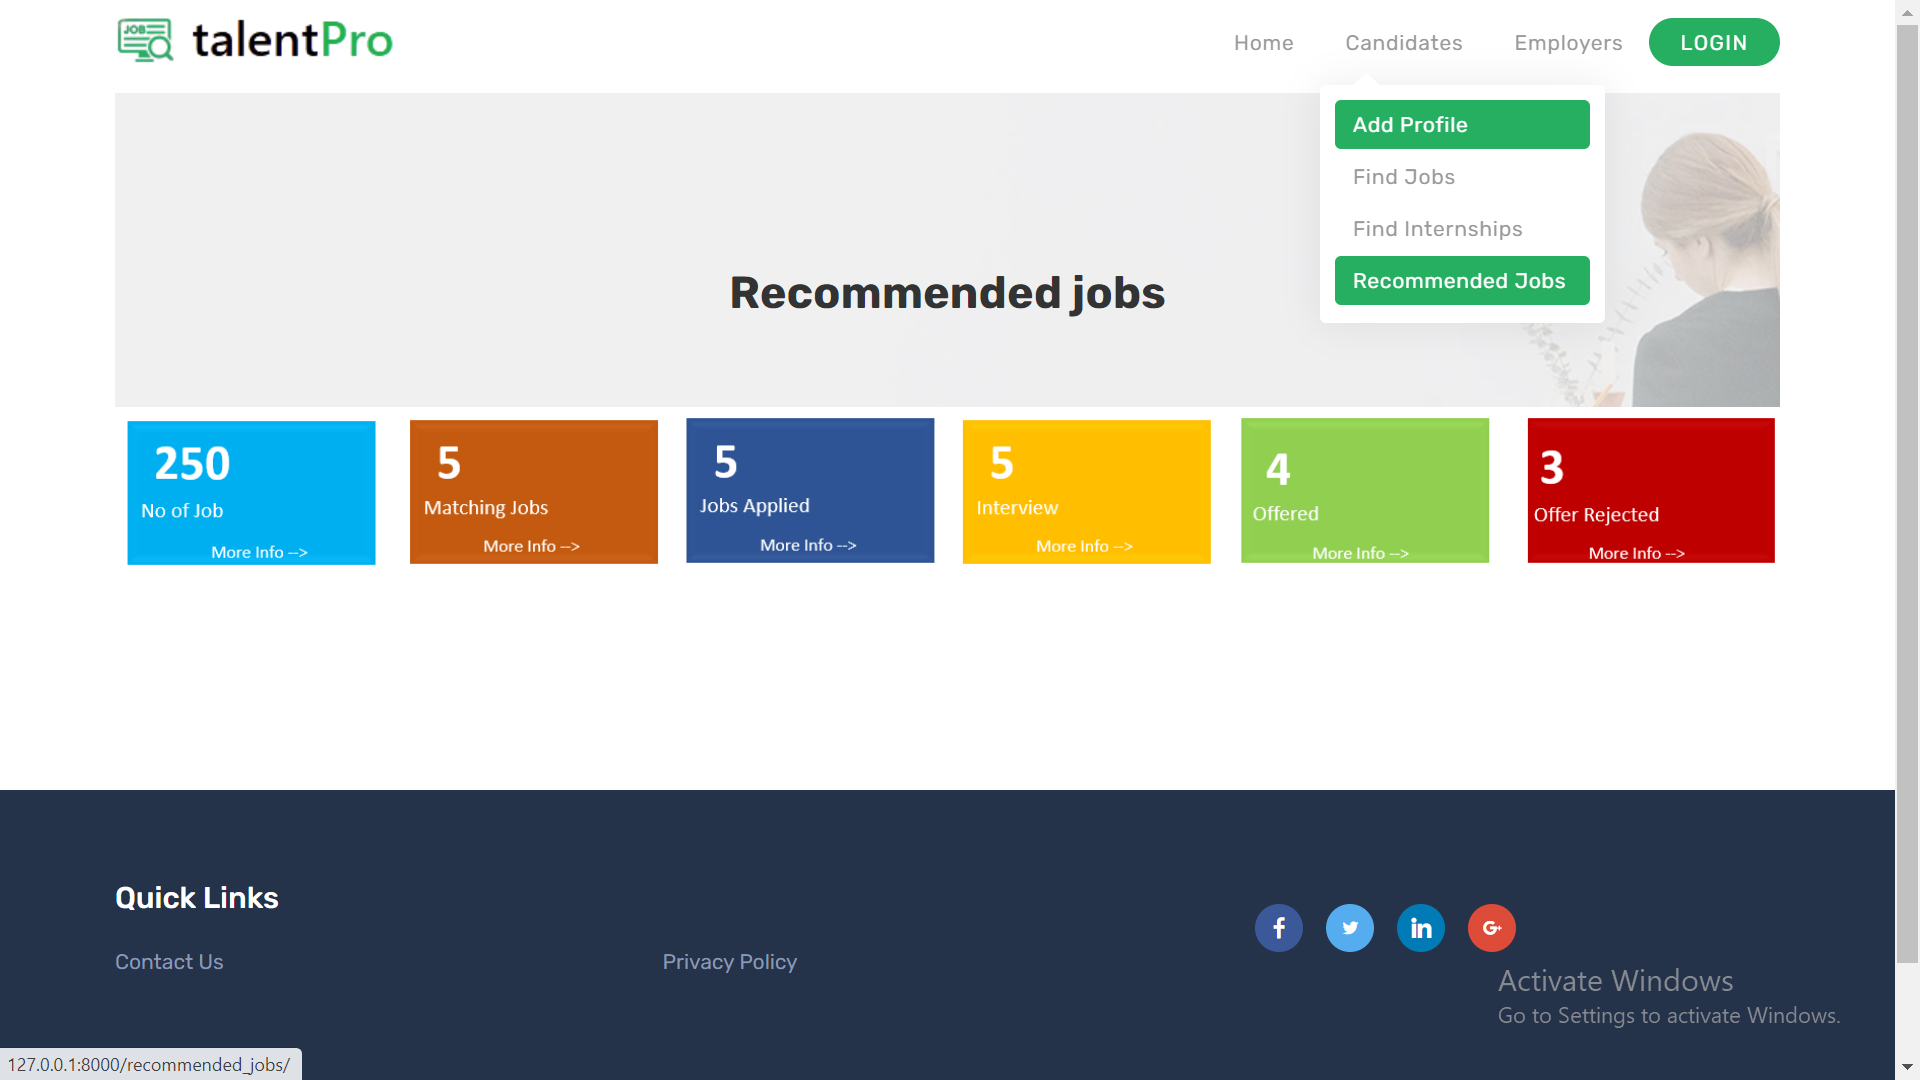 JOB
talentPro
Home
Candidates
Employers
LOGIN
Add Profile
Find Jobs
Find Internships
Recommended Jobs
Recommended jobs
250
No of Job
More Info -->
5
Matching Jobs
More Info -->
5
Jobs Applied
More Info -->
5
Interview
More Info -->
4
Offered
More Info -->
3
Offer Rejected
More Info -->
Quick Links
Contact Us
Privacy Policy
f
in
G+
Activate Windows
Go to Settings to activate Windows.
127.0.0.1:8000/recommended_jobs/